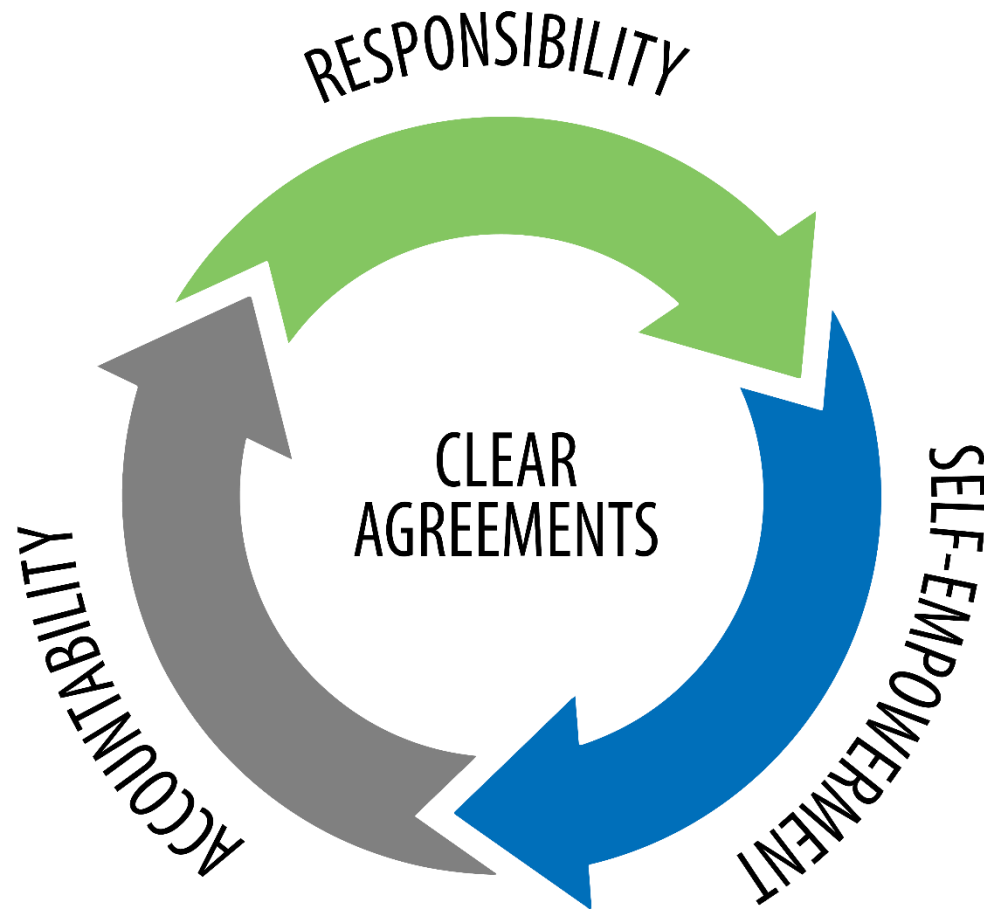 RESPONSIBILITY
CLEAR
AGREEMENTS
SELF-EMPOWERMENT
ACCOUNTABILITY